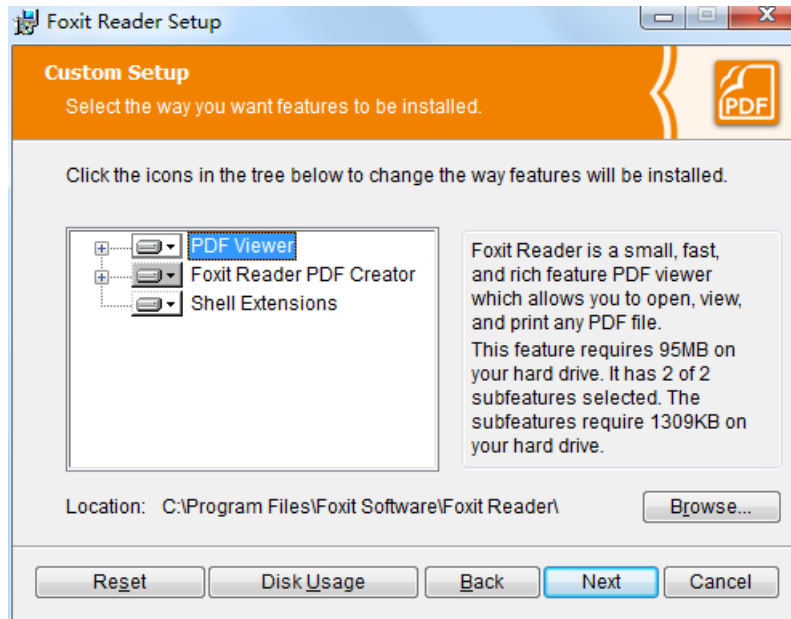 Foxit Reader Setup
Custom Setup
Select the way you want features to be installed.
PDF
Click the icons in the tree below to change the way features will be installed.
PDF Viewer
Foxit Reader PDF Creator
Shell Extensions
Foxit Reader is a small, fast,
and rich feature PDF viewer
which allows you to open, view,
and print any PDF file.
This feature requires 95MB on
your hard drive. It has 2 of 2
subfeatures selected. The
subfeatures require 1309KB on
your hard drive.
Location: C:\Program Files\Foxit Software\Foxit Reader\
Browse...
Reset Disk Usage Back Next Cancel